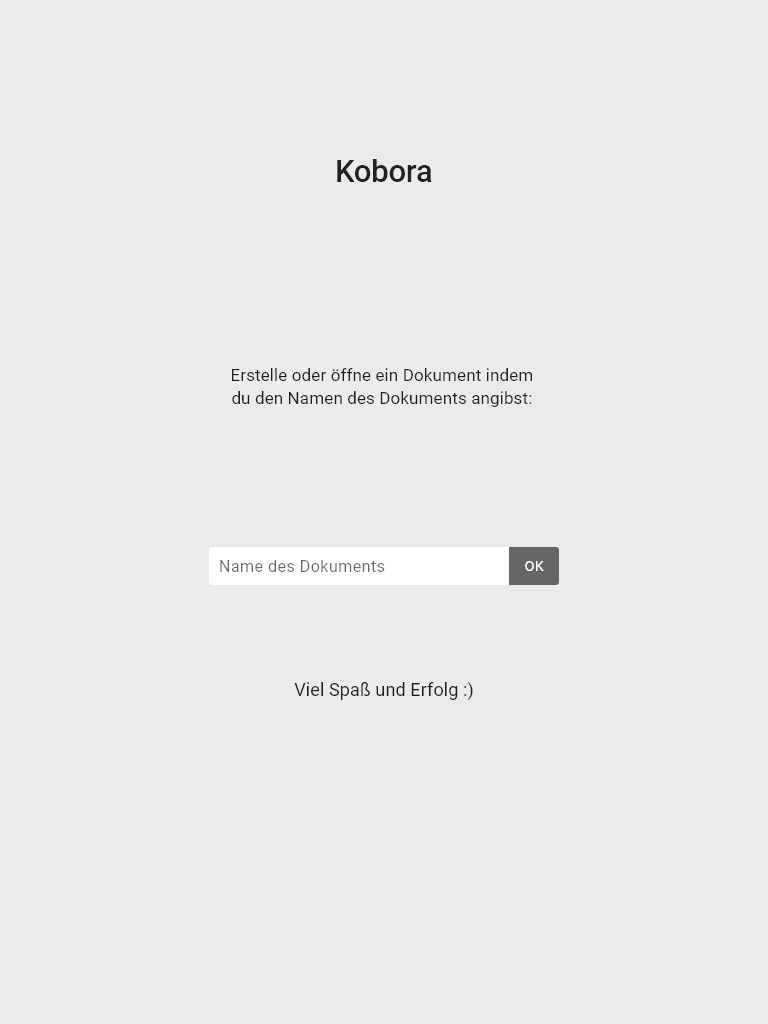 Kobora
Erstelle oder öffne ein Dokument indem
du den Namen des Dokuments angibst:
Name des Dokuments
OK
Viel Spaß und Erfolg :)